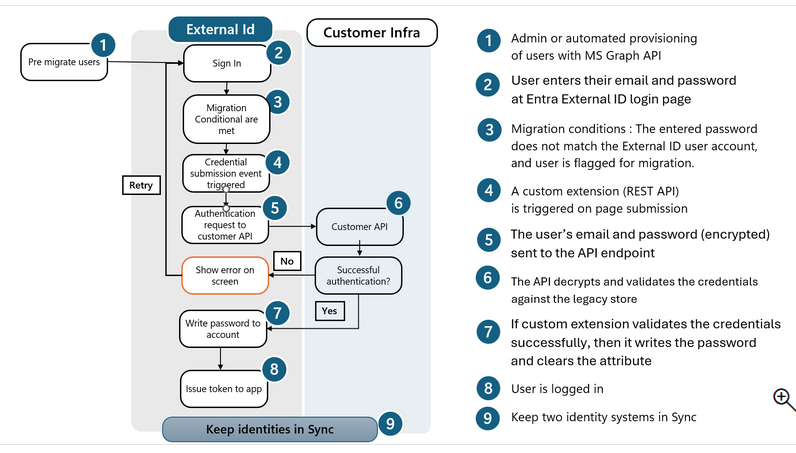 External Id
Customer Infra
1
Pre migrate users
2
Sign In
3
Migration
Conditional are
met
4
Credential
submission event
triggered
Retry
5
Authentication
request to
customer API
6
Customer API
No
Show error on
screen
Successful
authentication?
Yes
7
Write password to
account
8
Issue token to app
Keep identities in Sync
9
1
Admin or automated provisioning
of users with MS Graph API
2
User enters their email and password
at Entra External ID login page
3
Migration conditions : The entered password
does not match the External ID user account,
and user is flagged for migration.
4
A custom extension (REST API)
is triggered on page submission
5
The user's email and password (encrypted)
sent to the API endpoint
6
The API decrypts and validates the credentials
against the legacy store
7
If custom extension validates the credentials
successfully, then it writes the password
and clears the attribute
8
User is logged in
9
Keep two identity systems in Sync